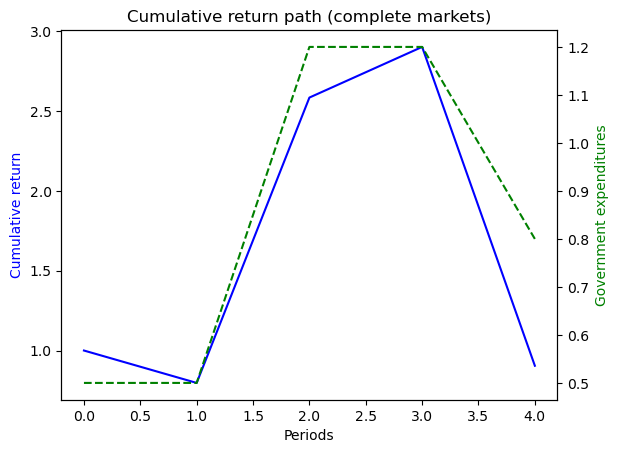 Cumulative return path (complete markets)
Cumulative return
3.0
2.5
2.0
1.5
1.0
1.2
1.1
1.0
0.9
0.8
0.7
0.6
0.5
Government expenditures
0.0 0.5 1.0 1.5 2.0 2.5 3.0 3.5 4.0
Periods